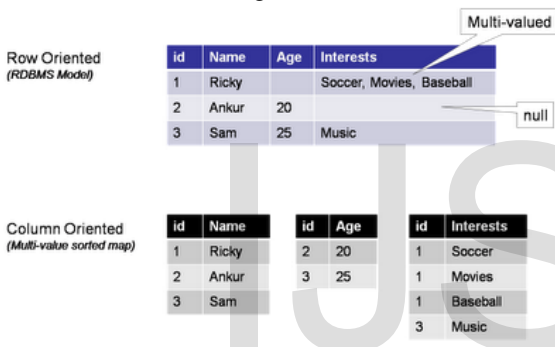 Multi-valued
Row Oriented
(RDBMS Model)
id Name Age Interests
1 Ricky Soccer, Movies, Baseball
2 Ankur 20
null
3 Sam 25 Music
Column Oriented
(Multi-value sorted map)
id Name
1 Ricky
2 Ankur
3 Sam
id Age
2 20
3 25
id Interests
1 Soccer
1 Movies
1 Baseball
3 Music
IJS